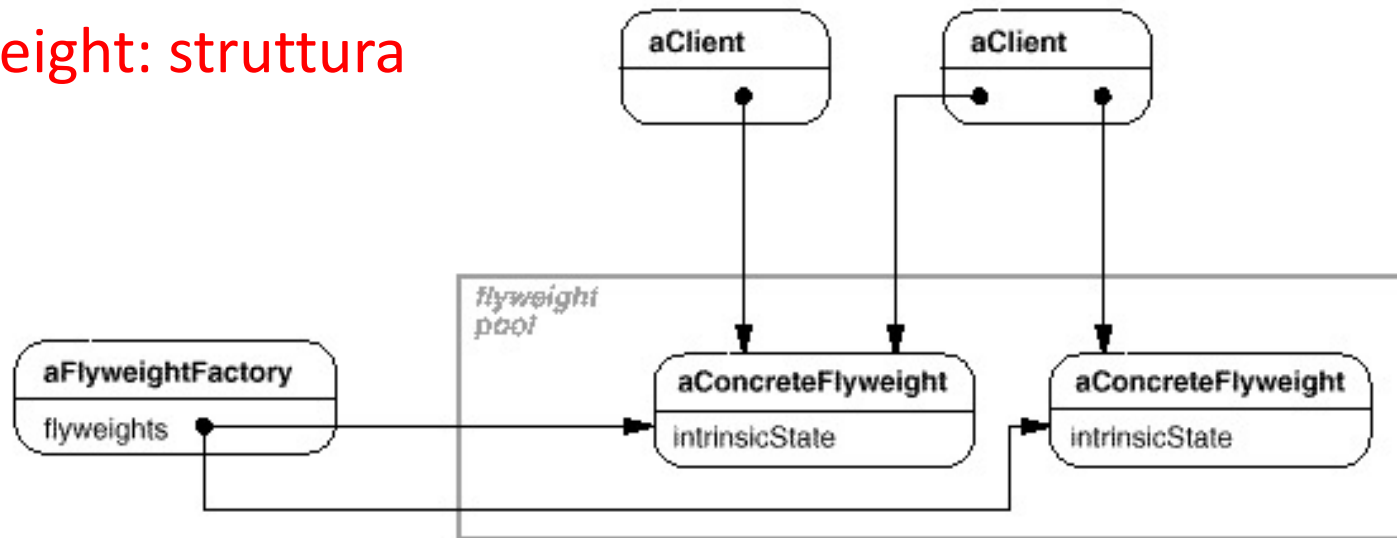 eight: struttura
aClient
aClient
flyweight
pool
aFlyweightFactory
flyweights
aConcreteFlyweight
intrinsicState
aConcreteFlyweight
intrinsicState